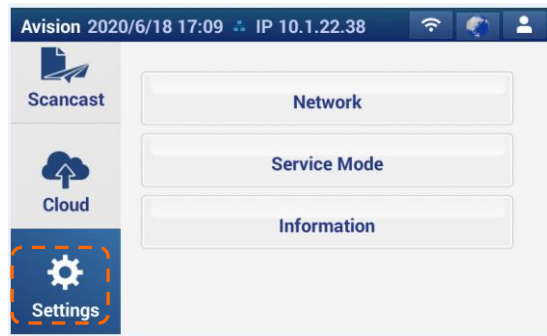 Avision 2020/6/18 17:09 IP 10.1.22.38
Scancast
Network
Service Mode
Cloud
Information
Settings